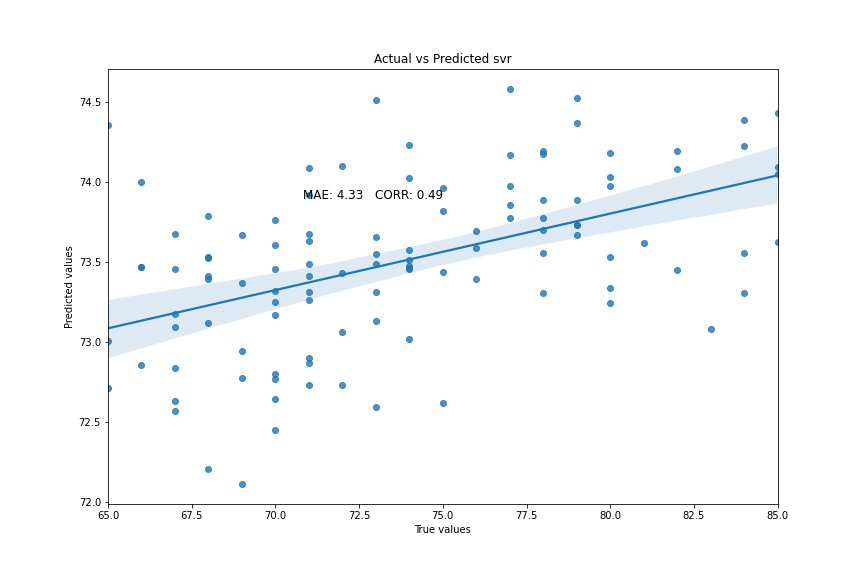 Actual vs Predicted svr
74.5
74.0
MAE: 4.33   CORR: 0.49
73.5
Predicted values
73.0
72.5
72.0
65.0 67.5 70.0 72.5 75.0 77.5 80.0 82.5 85.0
True values